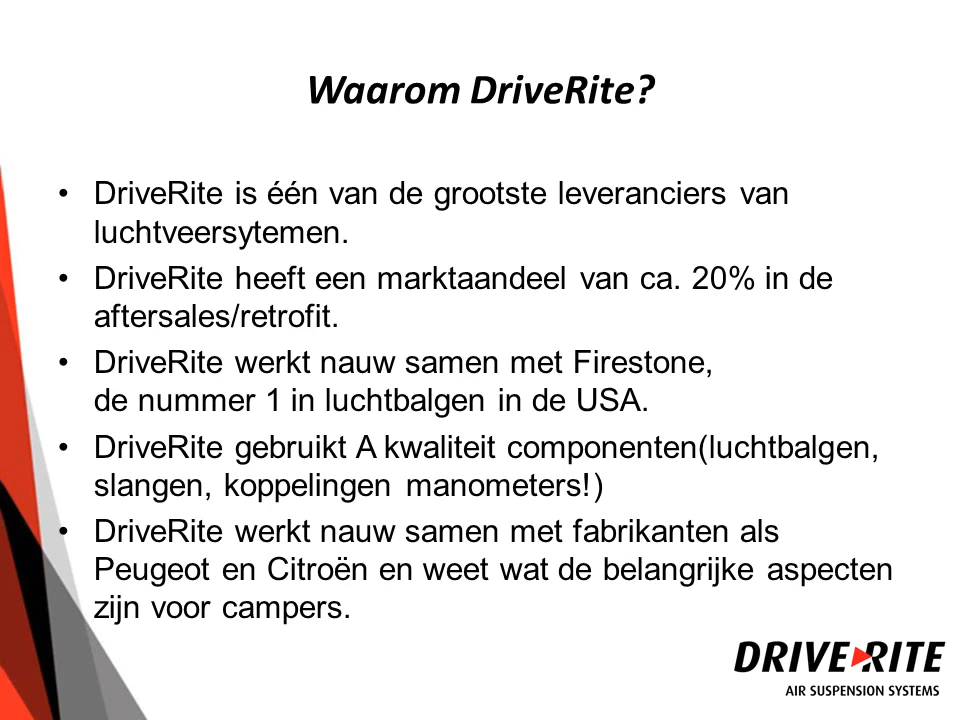 Waarom DriveRite?
• DriveRite is één van de grootste leveranciers van
luchtveersytemen.
• DriveRite heeft een marktaandeel van ca. 20% in de
aftersales/retrofit.
• DriveRite werkt nauw samen met Firestone,
de nummer 1 in luchtbalgen in de USA.
• DriveRite gebruikt A kwaliteit componenten(luchtbalgen,
slangen, koppelingen manometers!)
• DriveRite werkt nauw samen met fabrikanten als
Peugeot en Citroën en weet wat de belangrijke aspecten
zijn voor campers.
DRIVE RITE
AIR SUSPENSION SYSTEMS